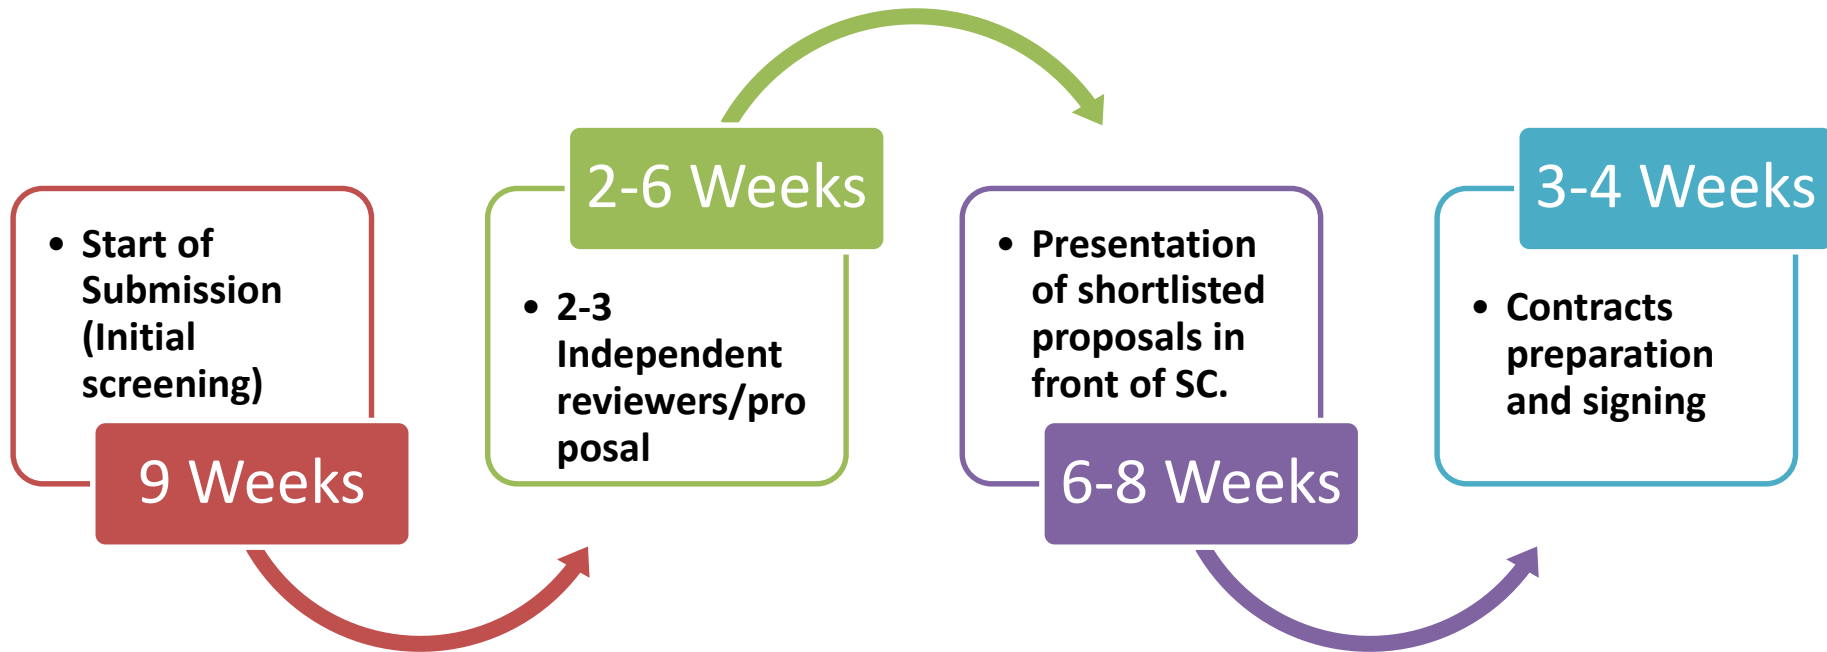 • Start of
Submission
(Initial
screening)
9 Weeks
2-6 Weeks
• 2-3
Independent
reviewers/pro
posal
• Presentation
of shortlisted
proposals in
front of SC.
6-8 Weeks
3-4 Weeks
• Contracts
preparation
and signing